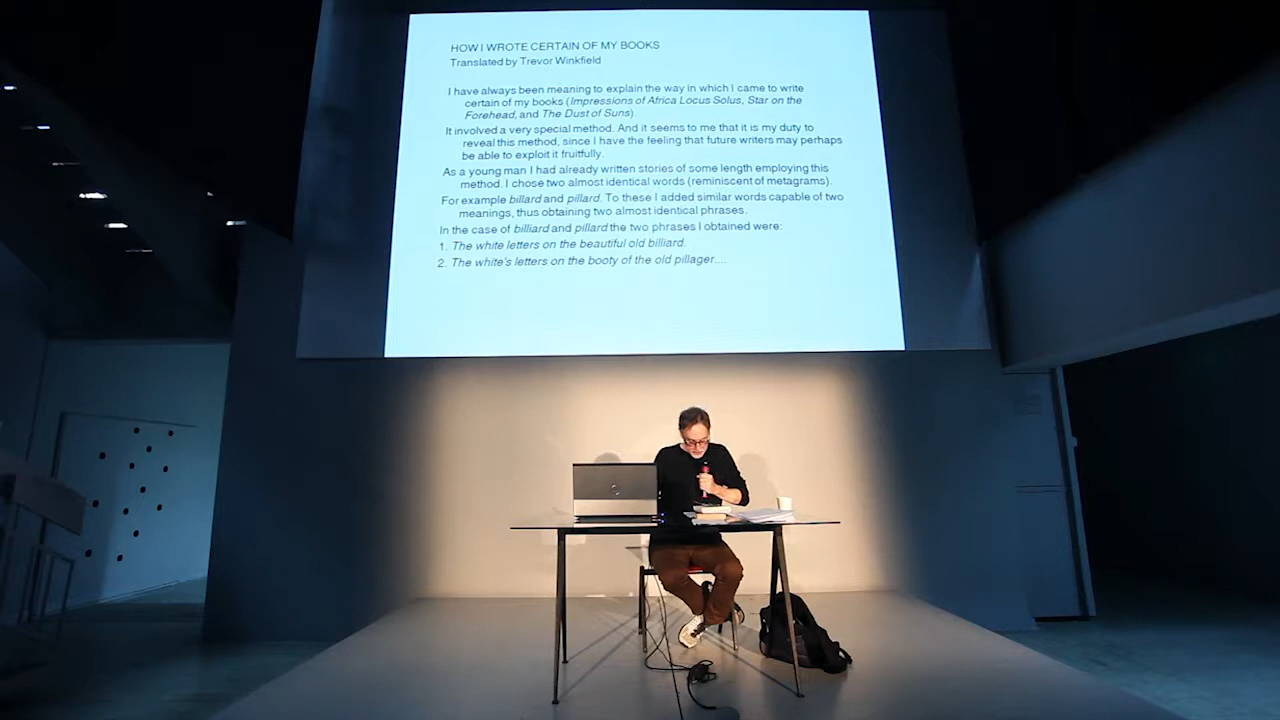 HOW I WROTE CERTAIN OF MY BOOKS
Translated by Trevor Winkfield
I have always been meaning to explain the way in which I came to write
certain of my books (Impressions of Africa Locus Solus, Star on the
Forehead, and The Dust of Suns)
It involved a very special method. And it seems to me that it is my duty to
reveal this method, since I have the feeling that future writers may perhaps
be able to exploit it fruitfully.
As a young man I had already written stories of some length employing this
method. I chose two almost identical words (reminiscent of metagrams).
For example billard and pillard. To these I added similar words capable of two
meanings, thus obtaining two almost identical phrases.
In the case of billiard and pillard the two phrases I obtained were:
1. The white letters on the beautiful old billiard.
2. The white's letters on the booty of the old pillager....